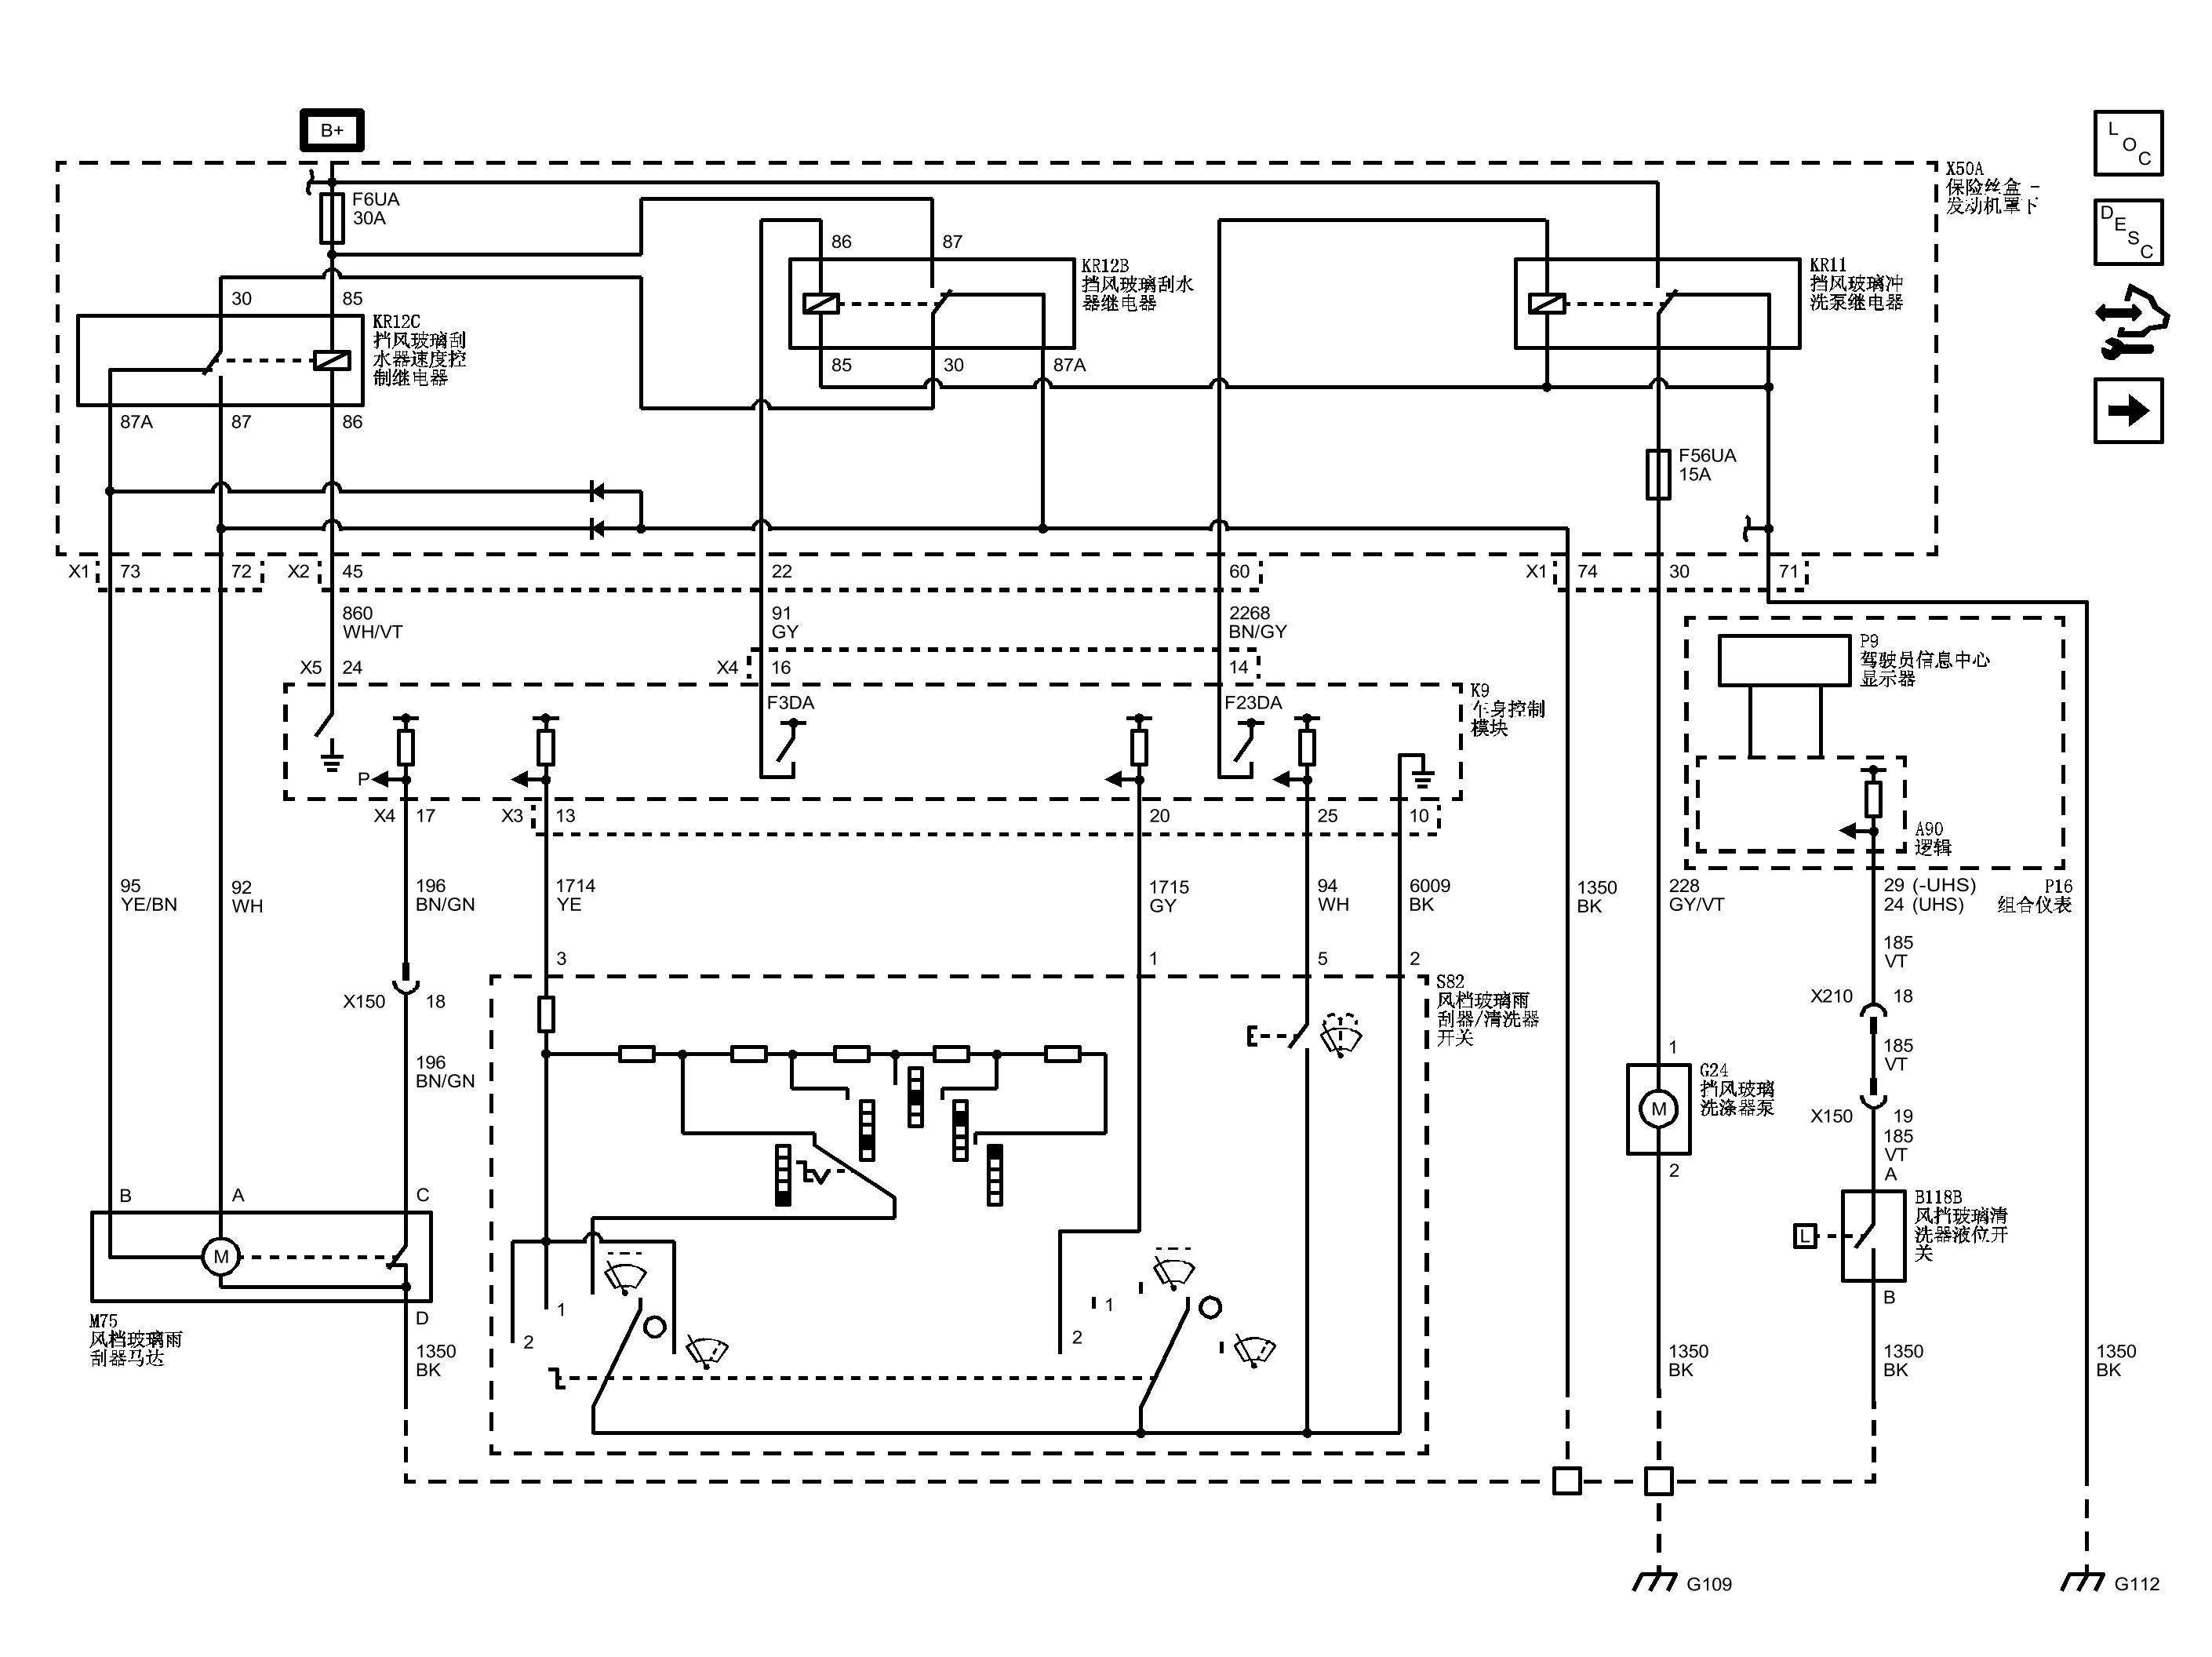 B+
L
O
C
D
E
S
C
X50A
保险丝盒 -
发动机罩下
F6UA
30A
86
87
KR12B
挡风玻璃刮水
器继电器
KR11
挡风玻璃冲
洗泵继电器
30
85
KR12C
挡风玻璃刮
水器速度控
制继电器
85
30
87A
87A
87
86
F56UA
15A
X1
73
72
X2
45
22
60
X1
74
30
71
860
WH/VT
91
GY
2268
BN/GY
X5
24
X4
16
14
P9
驾驶员信息中心
显示器
K9
车身控制
模块
F3DA
F23DA
P
X4
17
X3
13
20
25
10
A90
逻辑
95
YE/BN
92
WH
196
BN/GN
1714
YE
1715
GY
94
WH
6009
BK
1350
BK
228
GY/VT
29 (-UHS)
24 (UHS)
P16
组合仪表
185
VT
3
1
5
2
X150
18
S82
风档玻璃雨
刮器/清洗器
开关
X210
18
185
VT
196
BN/GN
1
G24
挡风玻璃
洗涤器泵
M
2
X150
19
185
VT
A
B
A
C
B118B
风挡玻璃清
洗器液位开
关
L
B
M
D
M75
风档玻璃雨
刮器马达
1350
BK
1
2
1
2
1350
BK
1350
BK
1350
BK
G109
G112